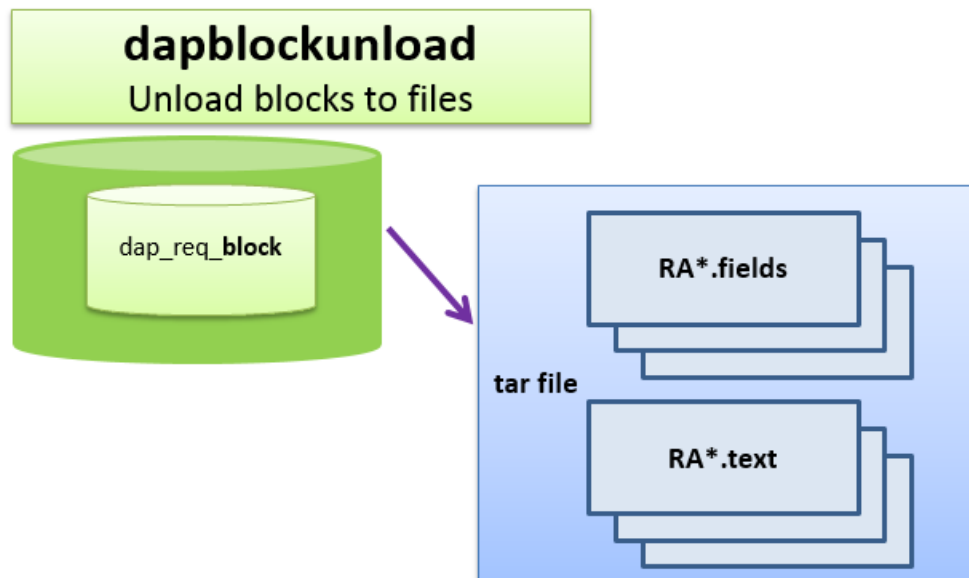 dapblockunload
Unload blocks to files
dap_req_block
RA*.fields
tar file
RA*.text